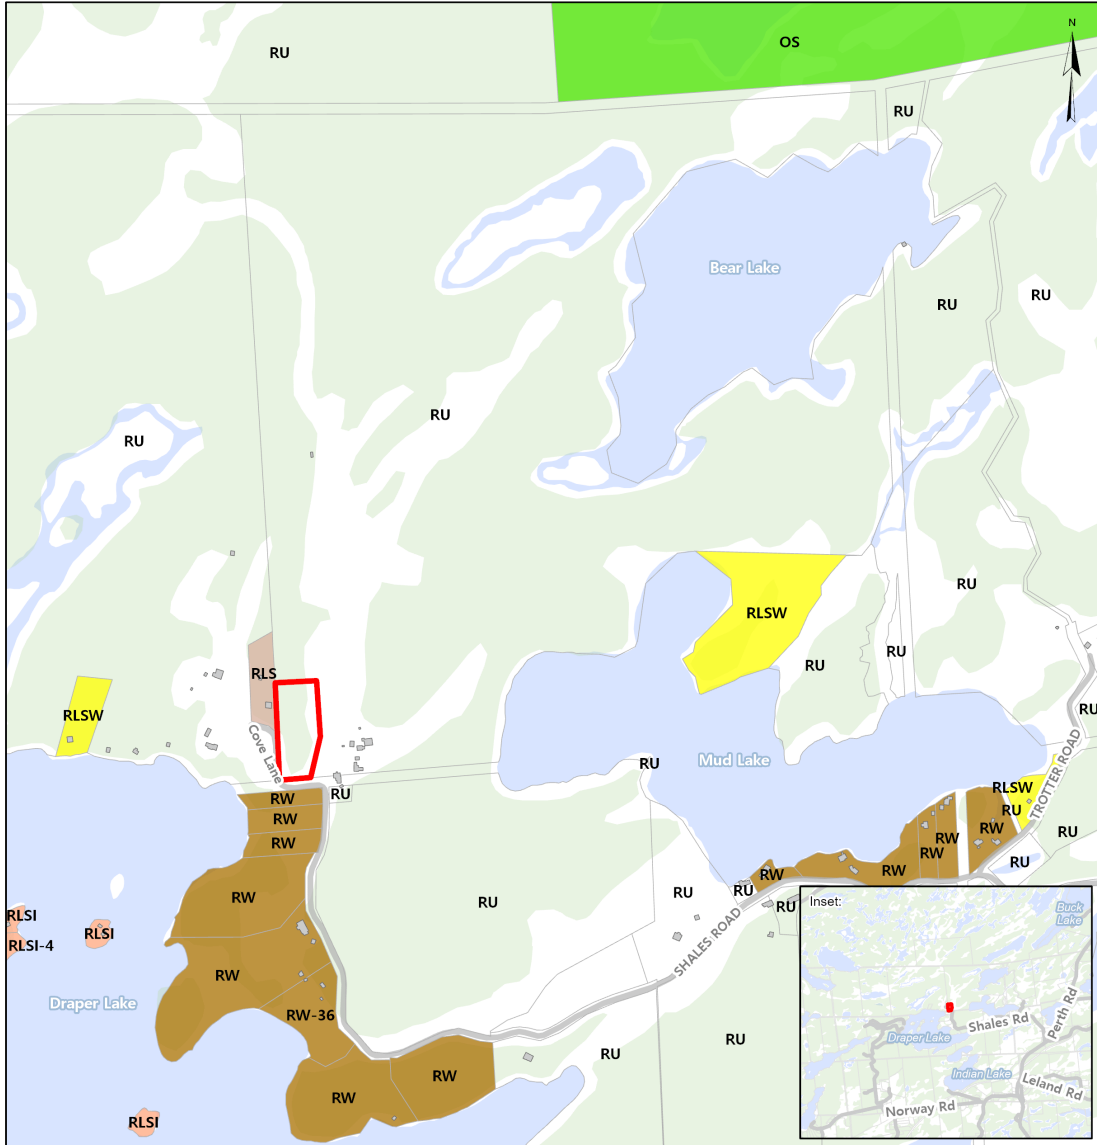 N
RU
OS
RU
Bear Lake
RU
RU
RU
RU
RU
RLSW
RU
RU
RU
RLS
RLSW
Cove Lane
RU
TROTTER ROAD
Mud Lake
RU
RLSW
RU
RU
RW
RU
RW
RW
RW
RW
RW
RW
RU
RW
RU
RU
RU
RU
RW
RU
Inset:
Buck
Lake
RLSI
RLSI
RLSI-4
SHALES ROAD
RW
Draper Lake
RW-36
Perth Rd
Shales Rd
Draper Lake
RU
RU
RW
Indian Lake
Leland Rd
RW
Norway Rd
RLSI